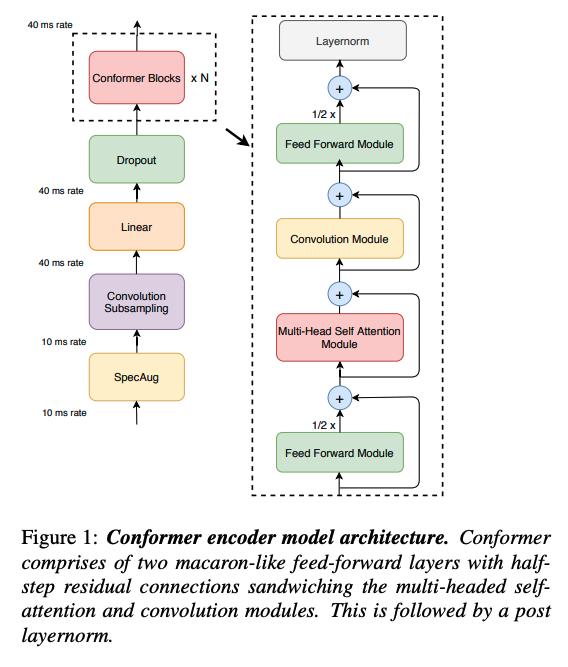 40 ms rate
Conformer Blocks
x N
Dropout
40 ms rate
Linear
40 ms rate
Convolution
Subsampling
10 ms rate
SpecAug
10 ms rate
Layernorm
+
1/2 x
Feed Forward Module
+
Convolution Module
+
Multi-Head Self Attention
Module
+
1/2 x
Feed Forward Module
Figure 1: Conformer encoder model architecture. Conformer
comprises of two macaron-like feed-forward layers with half-
step residual connections sandwiching the multi-headed self-
attention and convolution modules. This is followed by a post
layernorm.